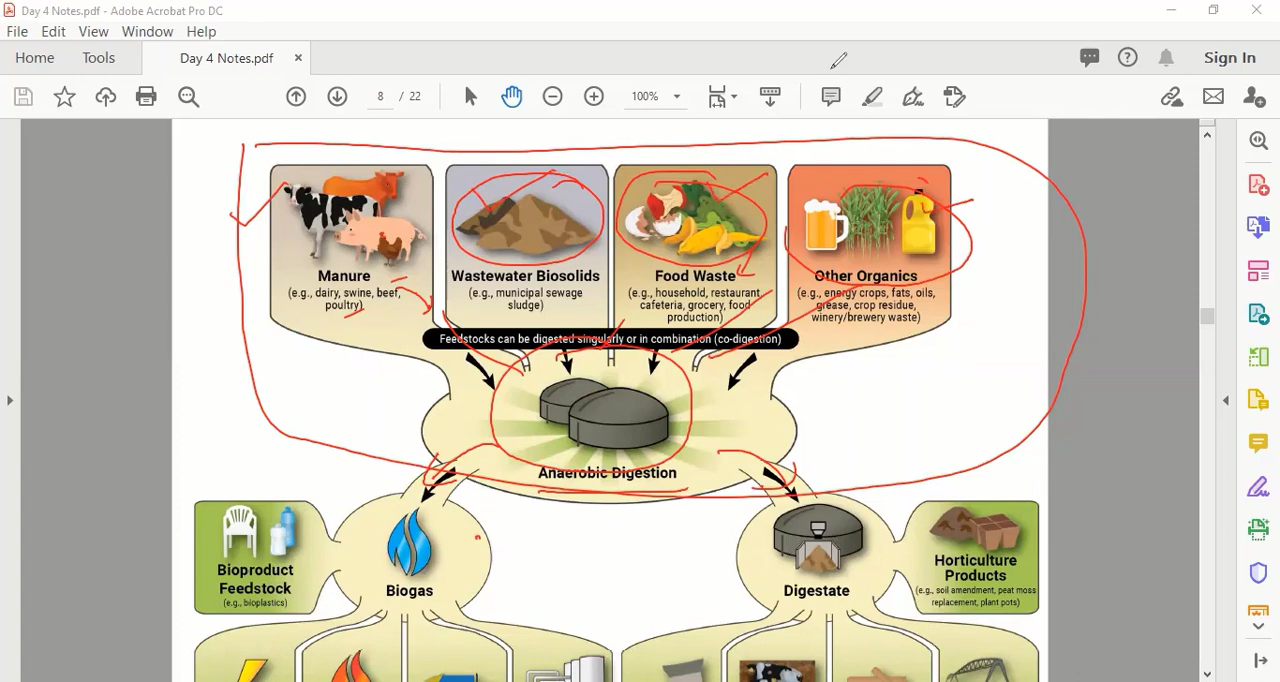 Day 4 Notes.pdf - Adobe Acrobat Pro DC
File Edit View Window Help
Home Tools Day 4 Notes.pdf × Sign In
8 / 22 100%
Manure
(e.g., dairy, swine, beef,
poultry)
Wastewater Biosolids
(e.g., municipal sewage
sludge)
Food Waste
(e.g., household, restaurant
cafeteria, grocery, food
production)
Other Organics
(e.g., energy crops, fats, oils,
grease, crop residue,
winery/brewery waste)
Feedstocks can be digested singularly or in combination (co-digestion)
Anaerobic Digestion
Bioproduct
Feedstock
(e.g., bioplastics)
Biogas
Digestate
Horticulture
Products
(e.g., soil amendment, peat moss
replacement, plant pots)